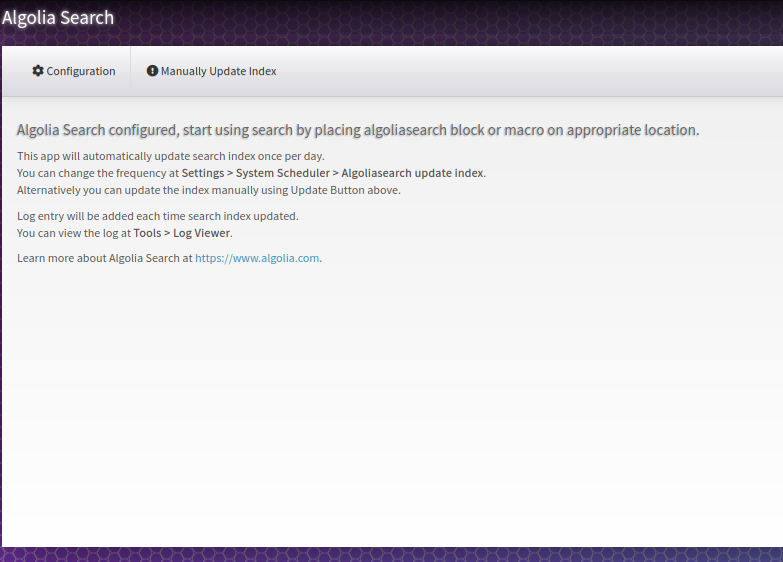 Algolia Search
Configuration
Manually Update Index
Algolia Search configured, start using search by placing algoliasearch block or macro on appropriate location.
This app will automatically update search index once per day.
You can change the frequency at Settings > System Scheduler > Algoliasearch update index.
Alternatively you can update the index manually using Update Button above.
Log entry will be added each time search index updated.
You can view the log at Tools > Log Viewer.
Learn more about Algolia Search at https://www.algolia.com.